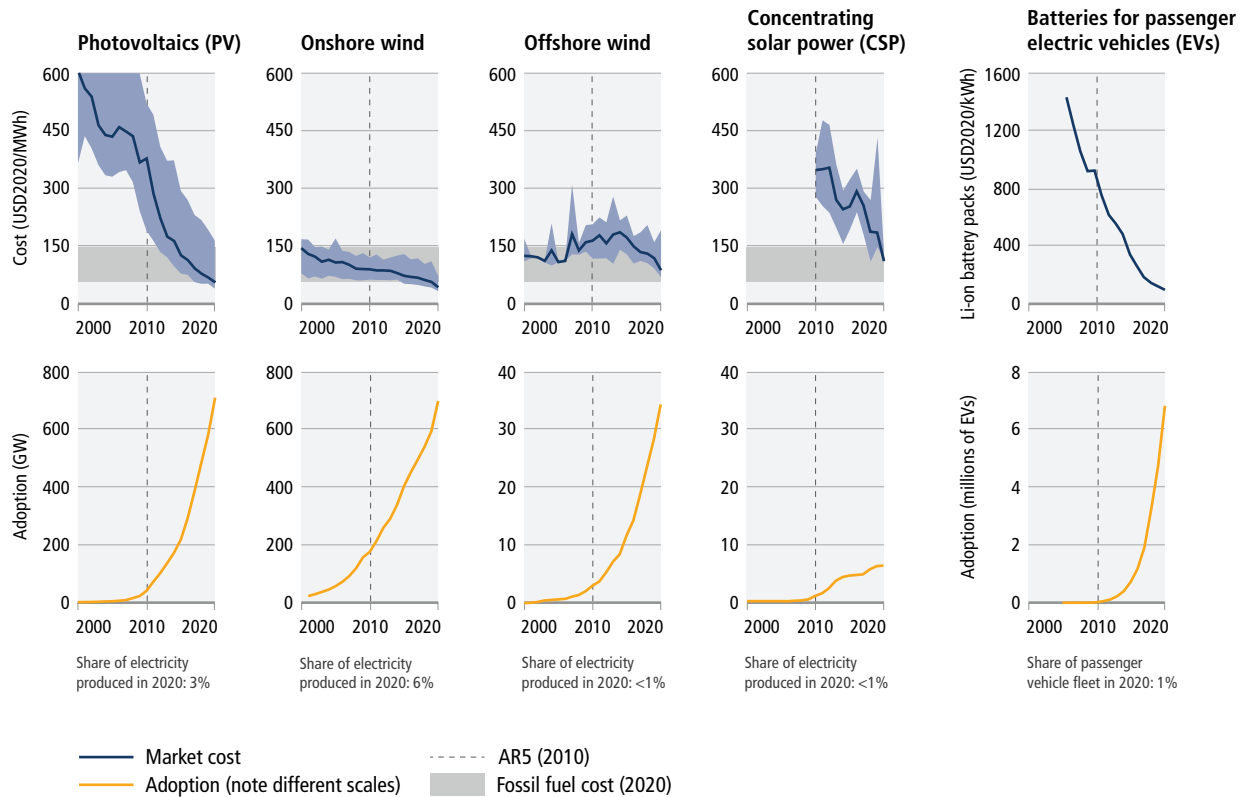 Photovoltaics (PV)
Onshore wind
Offshore wind
Concentrating
solar power (CSP)
Batteries for passenger
electric vehicles (EVs)
Cost (USD2020/MWh)
600
450
300
150
0
2000 2010 2020
600
450
300
150
0
2000 2010 2020
600
450
300
150
0
2000 2010 2020
600
450
300
150
0
2000 2010 2020
Li-on battery packs (USD2020/kWh)
1600
1200
800
400
0
2000 2010 2020
Adoption (GW)
800
600
800
200
0
2000 2010 2020
800
600
800
200
0
2000 2010 2020
40
30
20
10
30
2000 2010 2020
40
30
20
10
30
2000 2010 2020
Adoption (millions of EVs)
8
6
4
2
0
2000 2010 2020
Share of electricity
produced in 2020: 3%
Share of electricity
produced in 2020: 6%
Share of electricity
produced in 2020: <1%
Share of electricity
produced in 2020: <1%
Share of passenger
vehicle fleet in 2020: 1%
Market cost
Adoption (note different scales)
AR5 (2010)
Fossil fuel cost (2020)